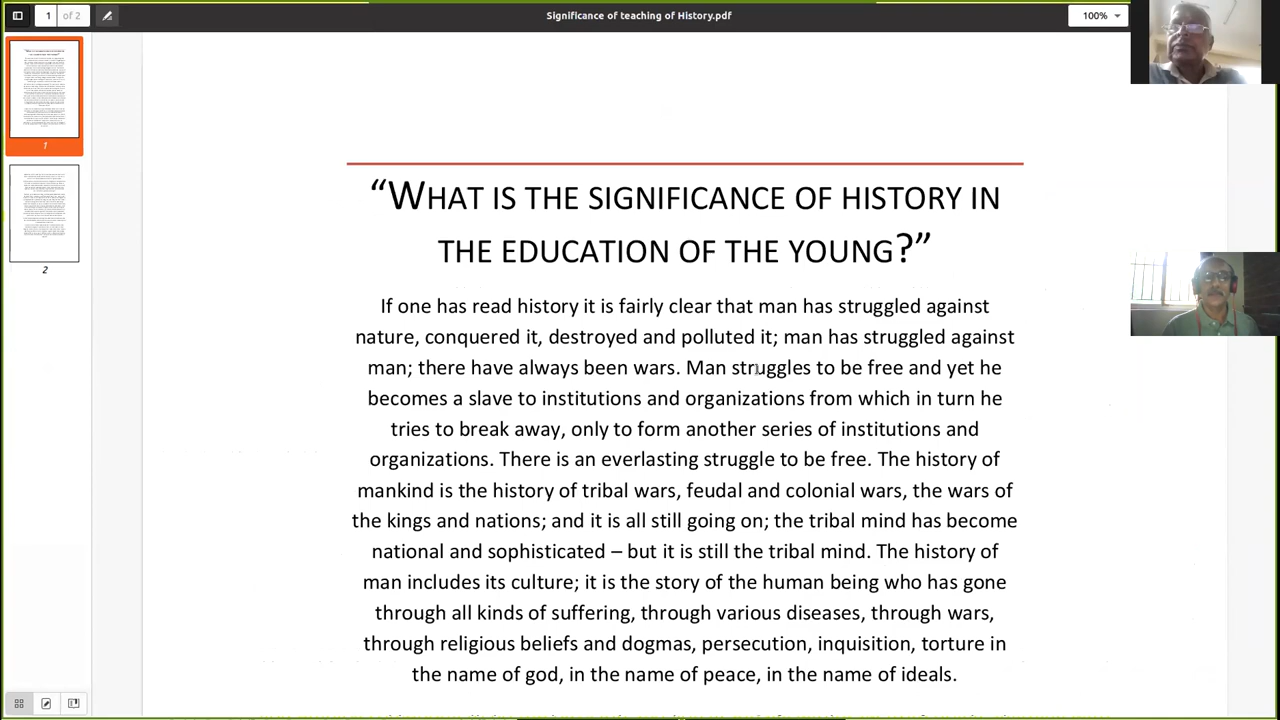 1 of 2
Significance of teaching of History.pdf
100%
1
2
“WHAT IS THE SIGNIFICANCE OF HISTORY IN
THE EDUCATION OF THE YOUNG?”
If one has read history it is fairly clear that man has struggled against
nature, conquered it, destroyed and polluted it; man has struggled against
man; there have always been wars. Man struggles to be free and yet he
becomes a slave to institutions and organizations from which in turn he
tries to break away, only to form another series of institutions and
organizations. There is an everlasting struggle to be free. The history of
mankind is the history of tribal wars, feudal and colonial wars, the wars of
the kings and nations; and it is all still going on; the tribal mind has become
national and sophisticated – but it is still the tribal mind. The history of
man includes its culture; it is the story of the human being who has gone
through all kinds of suffering, through various diseases, through wars,
through religious beliefs and dogmas, persecution, inquisition, torture in
the name of god, in the name of peace, in the name of ideals.